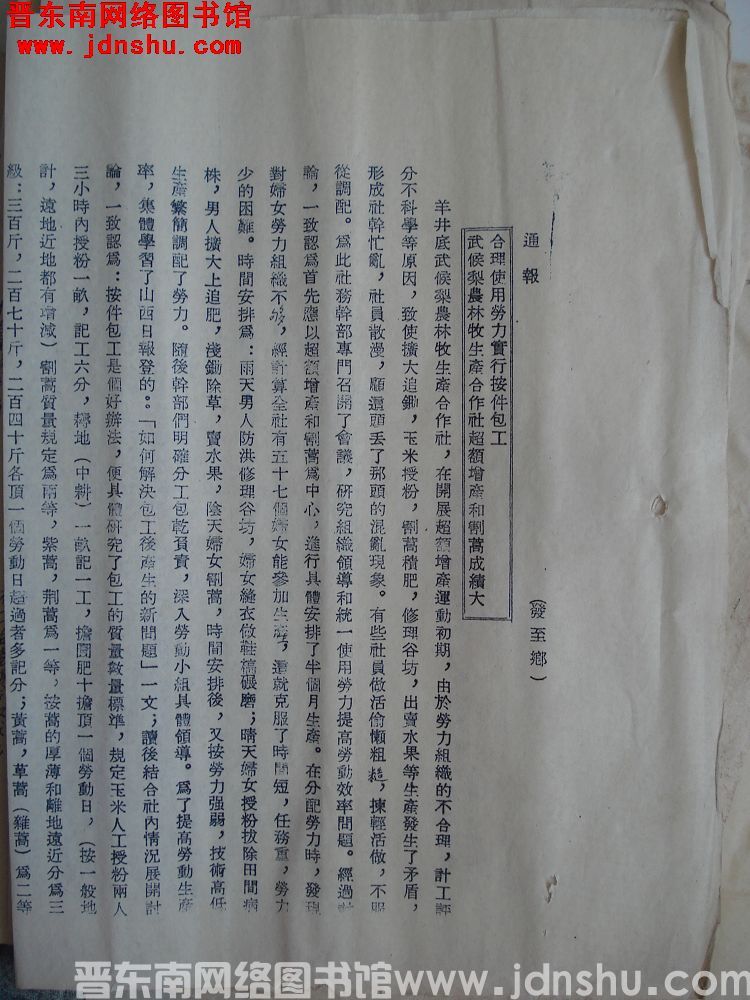 晋东南网络图书馆
www.jdnshu.com
通報
(發至鄉)
合理使用勞力實行按件包工
武候梨農林牧生產合作社超額增產和割蒿成績大
羊井底武候梨農林牧生產合作社，在開展超額增產運動初期，由於勞力組織的不合理，計工評
分不科學等原因，致使擴大追鋤，玉米授粉，割蒿積肥，修理谷坊，出賣水果等生產發生了矛盾，
形成社幹忙亂，社員散漫，顧這頭丟了那頭的混亂現象。有些社員做活偷懶粗糙，揀輕活做，不服
從調配。爲此社務幹部專門召開了會議，研究組織領導和統一使用勞力提高勞動效率問題。經過討
論，一致認爲首先應以超額增產和割蒿爲中心，進行具體安排了半個月生產。在分配勞力時，發現
對婦女勞力組織不够，經計算全社有五十七個婦女能參加生產，這就克服了時間短，任務重，勞力
少的困難。時間安排爲：雨天男人防洪修理谷坊，婦女縫衣做鞋搞碾磨；晴天婦女授粉拔除田間病
株，男人擴大上追肥，淺鋤除草，賣水果，陰天婦女割蒿，時間安排後，又按勞力强弱，技術高低
生產繁簡調配了勞力。隨後幹部們明確分工包乾負責，深入勞動小組具體領導。爲了提高勞動生產
率，集體學習了山西日報登的：「如何解決包工後產生的新問題」一文；讀後結合社內情况展開討
論，一致認爲：按件包工是個好辦法，便具體研究了包工的質量數量標準，規定玉米人工授粉兩人
三小時內授粉一畝，記工六分，耮地（中耕）一畝記一工，擔圊肥十擔頂一個勞動日，（按一般地
計，遠地近地都有增減）割蒿質量規定爲兩等，紫蒿，荆蒿爲一等，按蒿的厚薄和離地遠近分爲三
級：三百斤，二百七十斤，二百四十斤各頂一個勞動日超過者多記分；黃蒿，草蒿（雜蒿）爲二等
晋东南网络图书馆www.jdnshu.com